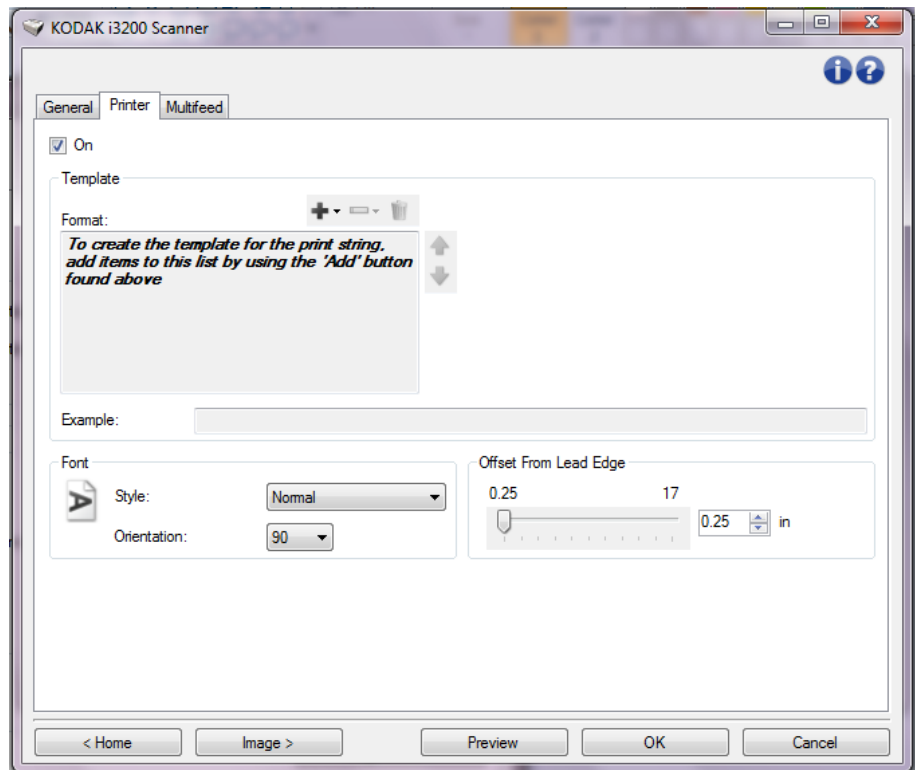 KODAK i3200 Scanner
General Printer Multifeed
On
Template
Format:
To create the template for the print string,
add items to this list by using the 'Add' button
found above
Example:
Font
Style: Normal
Orientation: 90
Offset From Lead Edge
0.25 17
0.25 in
< Home Image > Preview OK Cancel